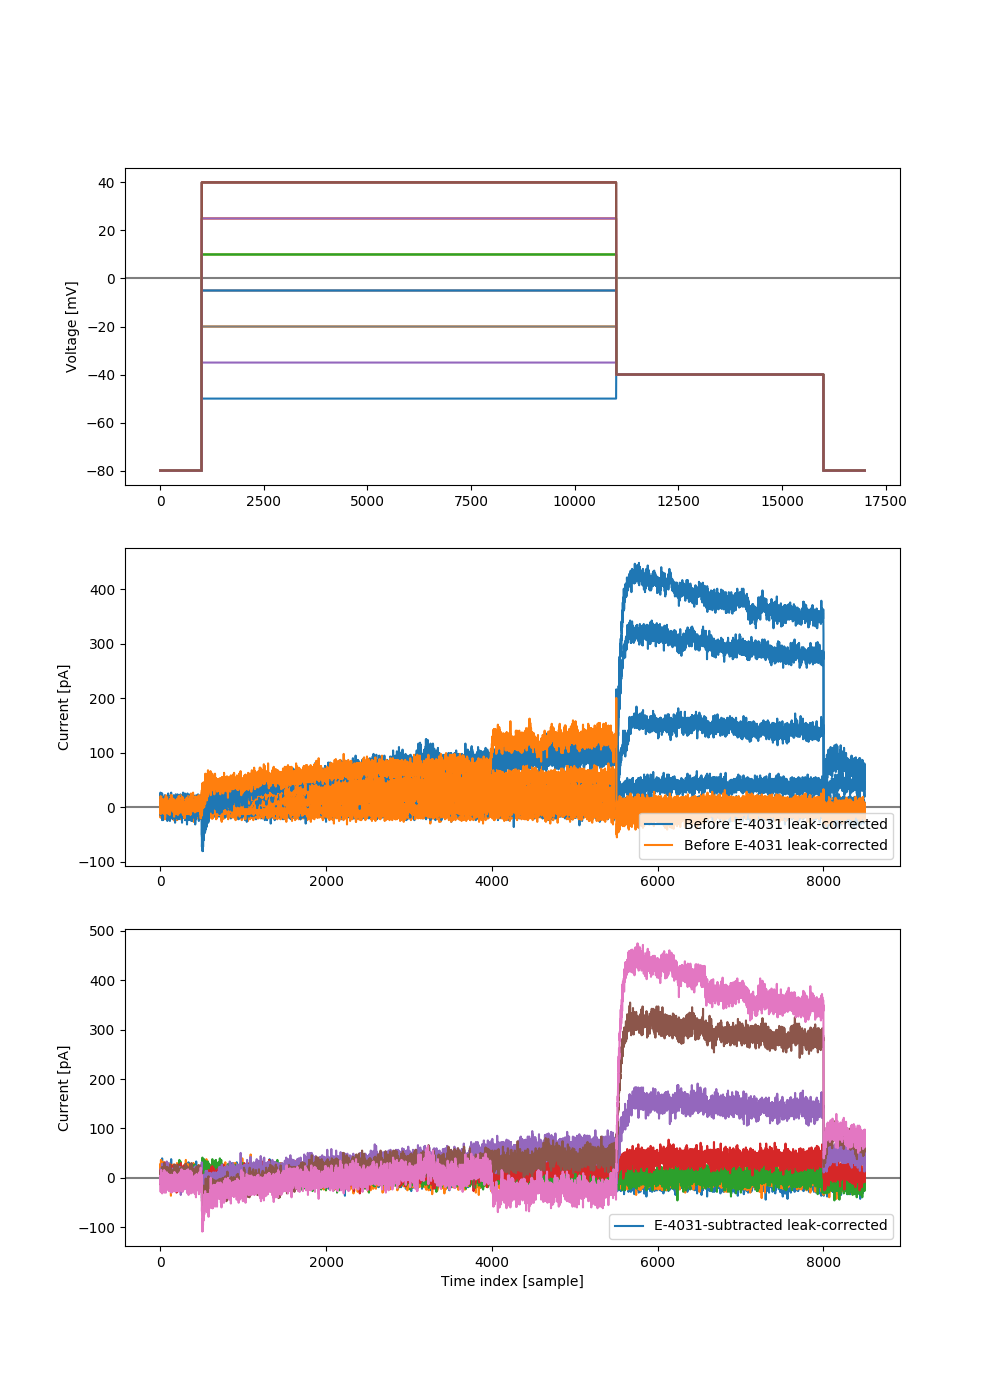 40
20
0
−20
−40
−60
−80
Voltage [mV]
0 2500 5000 7500 10000 12500 15000 17500
400
300
200
100
0
−100
Current [pA]
Before E-4031 leak-corrected
Before E-4031 leak-corrected
0 2000 4000 6000 8000
500
400
300
200
100
0
−100
Current [pA]
E-4031-subtracted leak-corrected
0 2000 4000 6000 8000
Time index [sample]